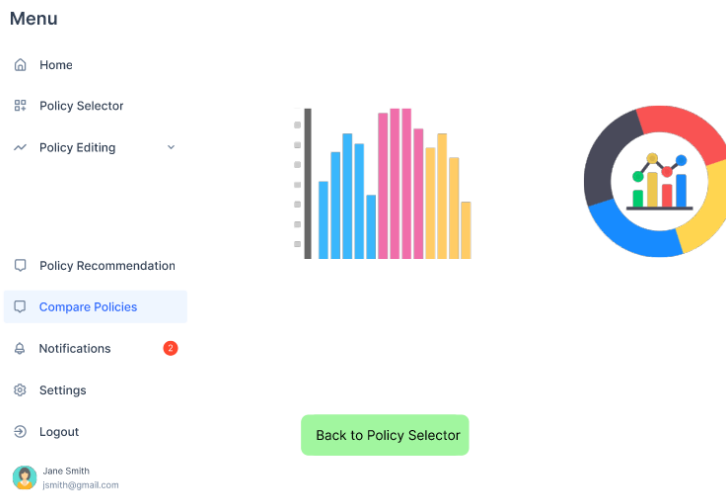 Menu
Home
Policy Selector
Policy Editing
Policy Recommendation
Compare Policies
Notifications
2
Settings
Logout
Jane Smith
jsmith@gmail.com
Back to Policy Selector